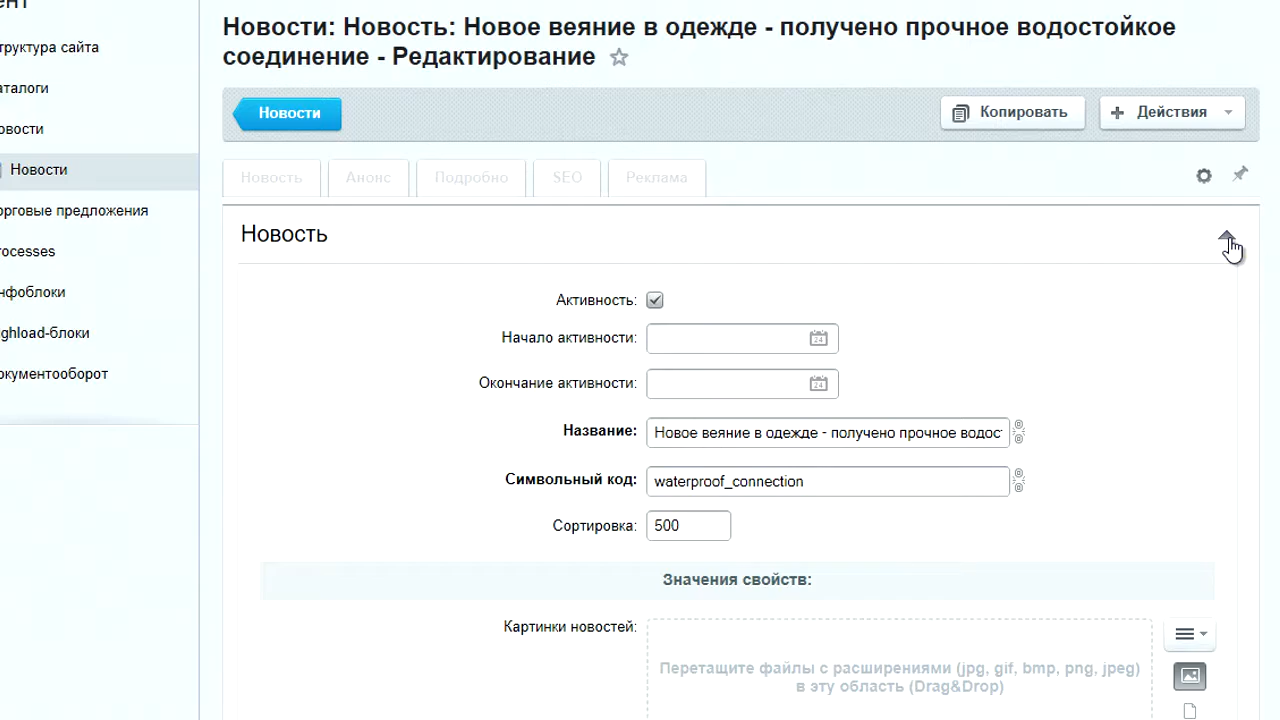 ент
Новости: Новость: Новое веяние в одежде - получено прочное водостойкое
соединение - Редактирование
труктура сайта
аталоги
овости
Новости
орговые предложения
rocesses
нфоблоки
ghload-блоки
окументооборот
Новости
Копировать
Действия
Новость
Анонс
Подробно
SEO
Реклама
Новость
Активность:
Начало активности:
24
Окончание активности:
24
Название: Новое веяние в одежде - получено прочное водос
Символьный код: waterproof_connection
Сортировка: 500
Значения свойств:
Картинки новостей:
Перетащите файлы с расширениями (jpg, gif, bmp, png, jpeg)
в эту область (Drag&Drop)